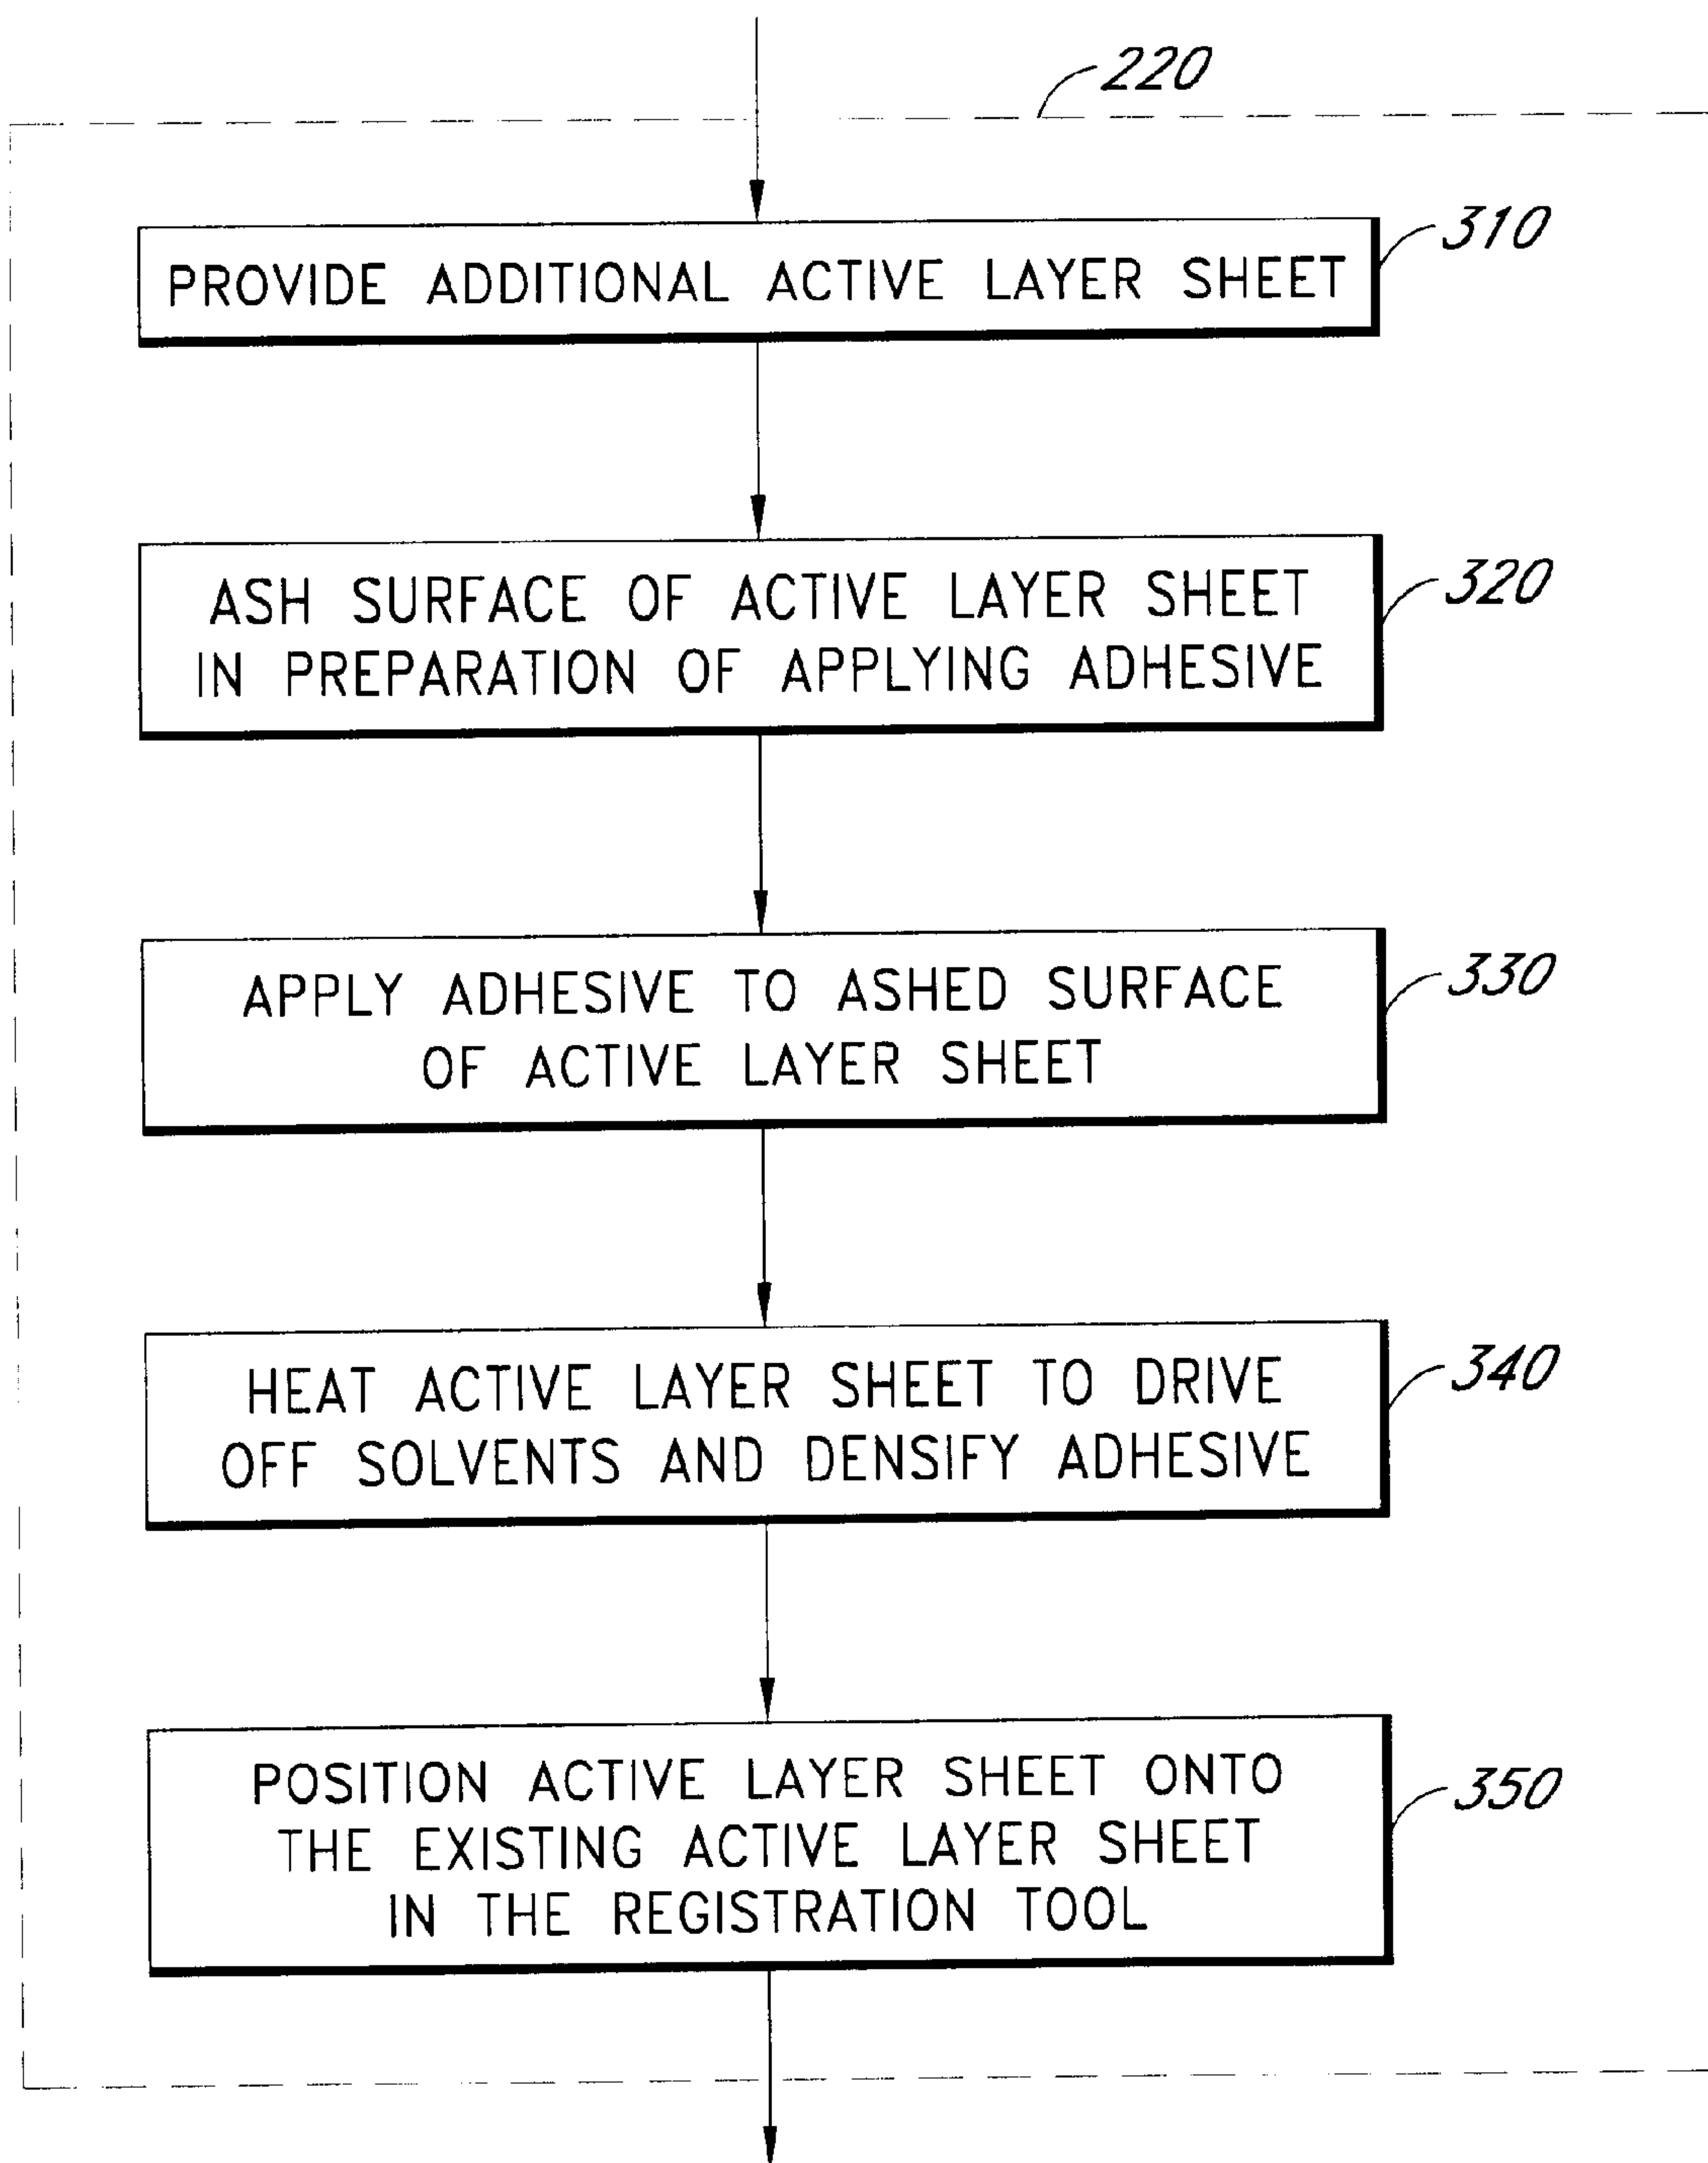 220
310
PROVIDE ADDITIONAL ACTIVE LAYER SHEET
320
ASH SURFACE OF ACTIVE LAYER SHEET
IN PREPARATION OF APPLYING ADHESIVE
330
APPLY ADHESIVE TO ASHED SURFACE
OF ACTIVE LAYER SHEET
340
HEAT ACTIVE LAYER SHEET TO DRIVE
OFF SOLVENTS AND DENSIFY ADHESIVE
350
POSITION ACTIVE LAYER SHEET ONTO
THE EXISTING ACTIVE LAYER SHEET
IN THE REGISTRATION TOOL